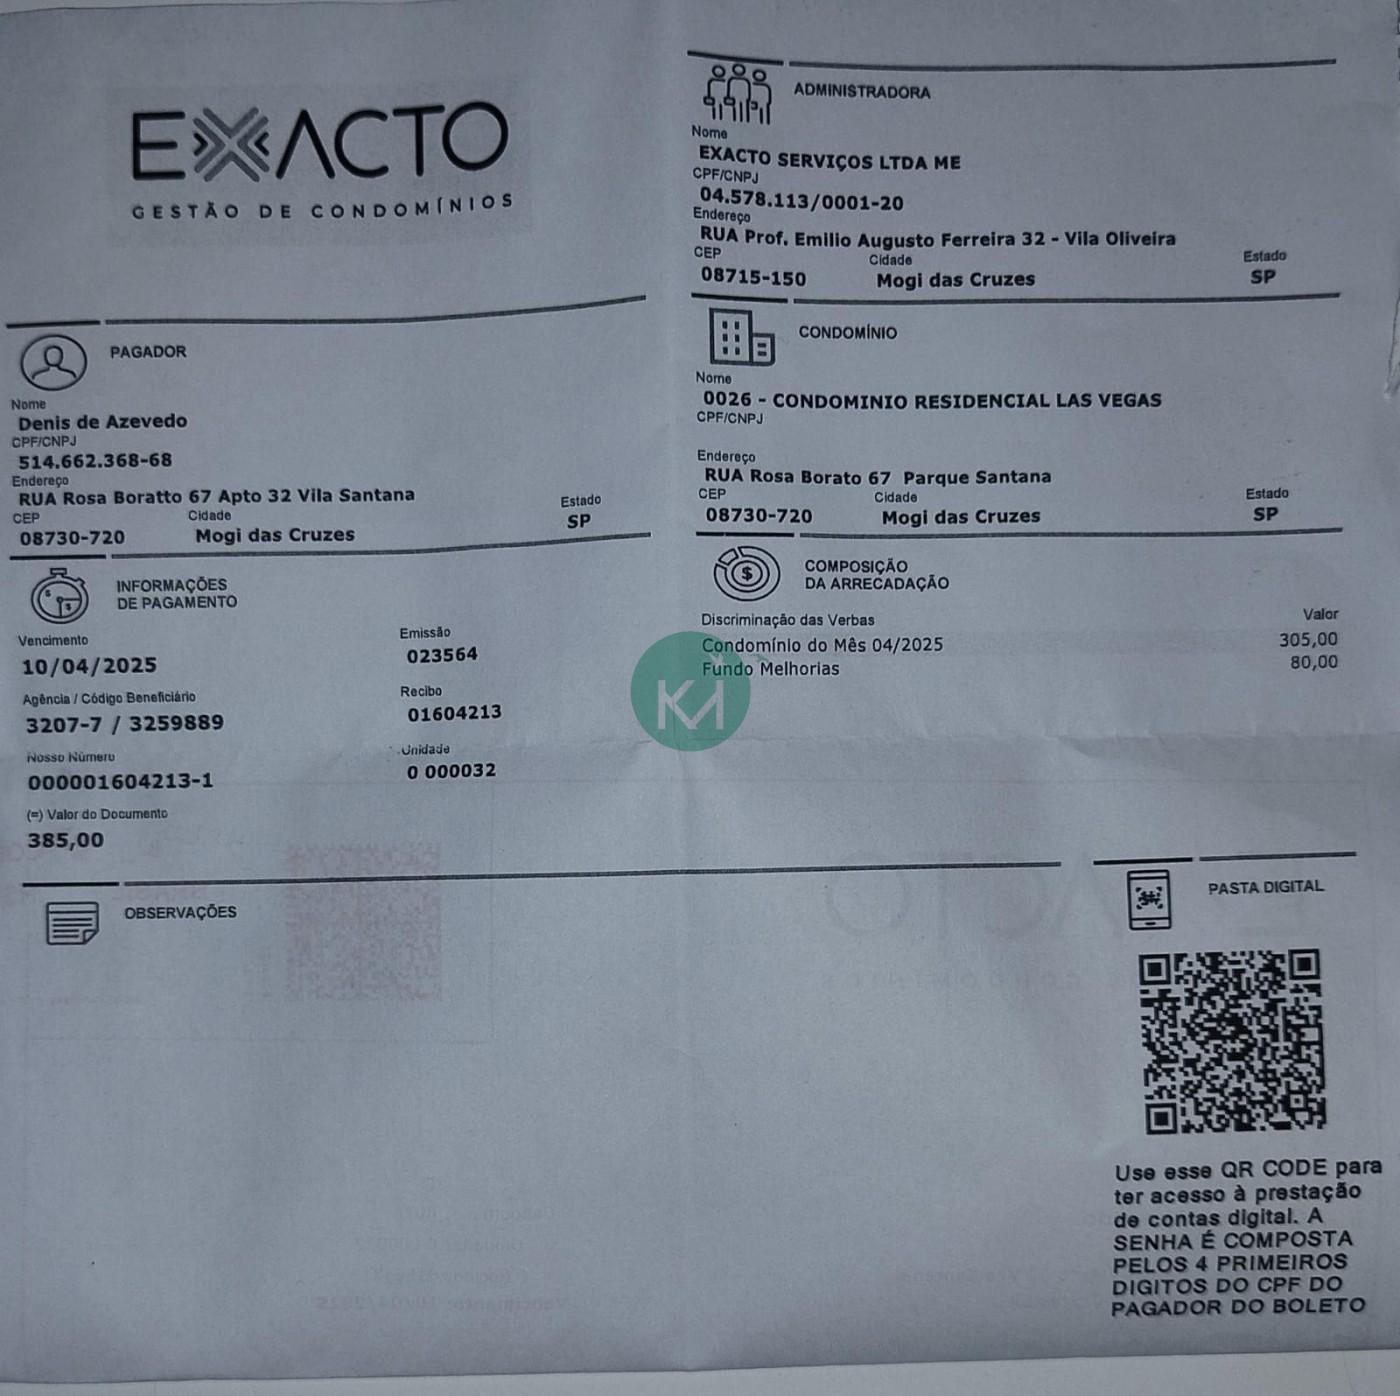 EXACTO
GESTÃO DE CONDOMÍNIOS
ADMINISTRADORA
Nome
EXACTO SERVIÇOS LTDA ME
CPF/CNPJ
04.578.113/0001-20
Endereço
RUA Prof. Emilio Augusto Ferreira 32 - Vila Oliveira
CEP Cidade Estado
08715-150 Mogi das Cruzes SP
PAGADOR
Nome
Denis de Azevedo
CPF/CNPJ
514.662.368-68
Endereço
RUA Rosa Boratto 67 Apto 32 Vila Santana
CEP Cidade Estado
08730-720 Mogi das Cruzes SP
CONDOMÍNIO
Nome
0026 - CONDOMINIO RESIDENCIAL LAS VEGAS
CPF/CNPJ
Endereço
RUA Rosa Borato 67 Parque Santana
CEP Cidade Estado
08730-720 Mogi das Cruzes SP
INFORMAÇÕES
DE PAGAMENTO
Vencimento Emissão
10/04/2025 023564
Agência / Código Beneficiário Recibo
3207-7 / 3259889 01604213
Nosso Número Unidade
000001604213-1 0 000032
(=) Valor do Documento
385,00
COMPOSIÇÃO
DA ARRECADAÇÃO
Discriminação das Verbas Valor
Condomínio do Mês 04/2025 305,00
Fundo Melhorias 80,00
KM
OBSERVAÇÕES
PASTA DIGITAL
Use esse QR CODE para
ter acesso à prestação
de contas digital. A
SENHA É COMPOSTA
PELOS 4 PRIMEIROS
DIGITOS DO CPF DO
PAGADOR DO BOLETO